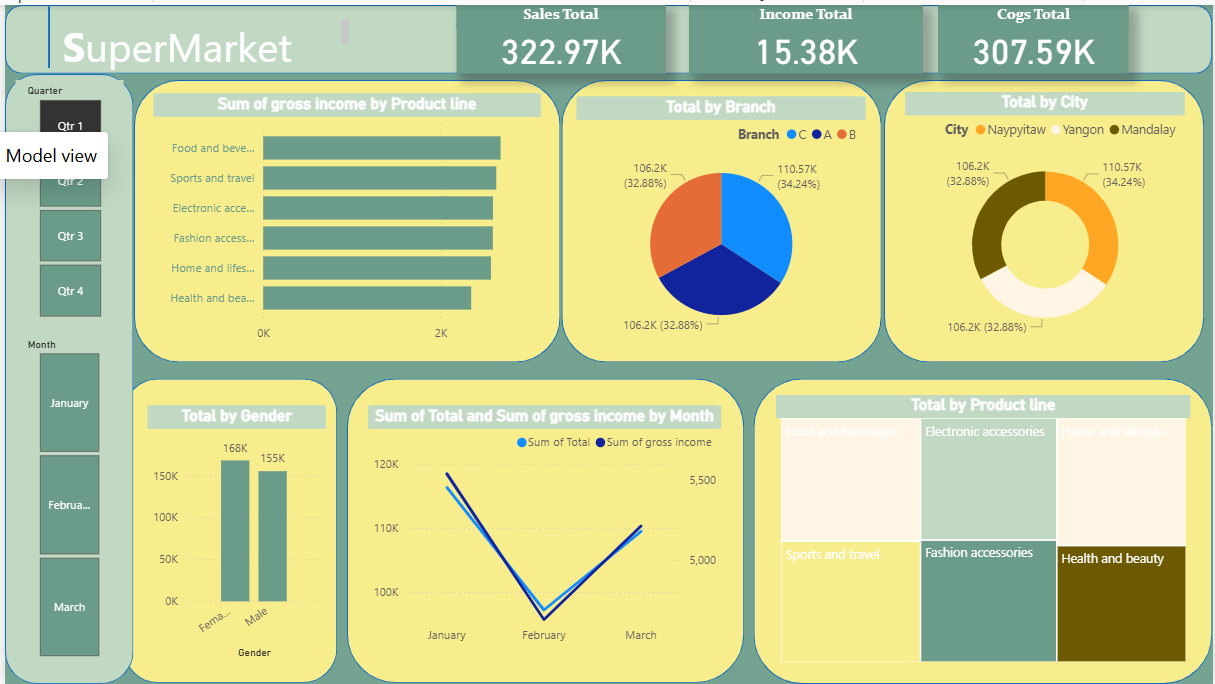 SuperMarket
Sales Total
322.97K
Income Total
15.38K
Cogs Total
307.59K
Quarter
Qtr 1
Model view
Qtr 2
Qtr 3
Qtr 4
Month
January
Februa...
March
Sum of gross income by Product line
Food and beve...
Sports and travel
Electronic acce...
Fashion access...
Home and lifes...
Health and bea...
0K 2K
Total by Branch
Branch C A B
106.2K
(32.88%)
110.57K
(34.24%)
106.2K (32.88%)
Total by City
City Naypyitaw Yangon Mandalay
106.2K
(32.88%)
110.57K
(34.24%)
106.2K (32.88%)
Total by Gender
168K
155K
150K
100K
50K
0K
Fema...
Male
Gender
Sum of Total and Sum of gross income by Month
Sum of Total Sum of gross income
120K
110K
100K
5,500
5,000
January February March
Total by Product line
Food and beverages
Electronic accessories
Home and lifestyle
Sports and travel
Fashion accessories
Health and beauty